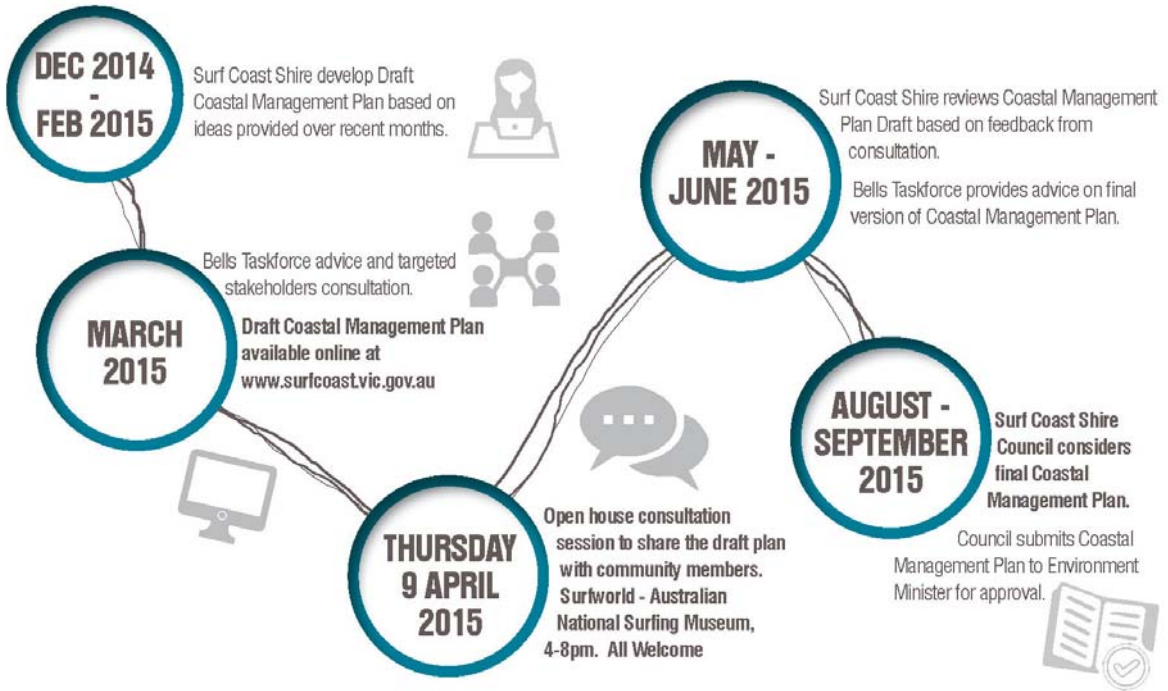 DEC 2014
-
FEB 2015
Surf Coast Shire develop Draft
Coastal Management Plan based on
ideas provided over recent months.
MARCH
2015
Bells Taskforce advice and targeted
stakeholders consultation.
Draft Coastal Management Plan
available online at
www.surfcoast.vic.gov.au
THURSDAY
9 APRIL
2015
Open house consultation
session to share the draft plan
with community members.
Surfworld - Australian
National Surfing Museum,
4-8pm. All Welcome
MAY -
JUNE 2015
Surf Coast Shire reviews Coastal Management
Plan Draft based on feedback from
consultation.
Bells Taskforce provides advice on final
version of Coastal Management Plan.
AUGUST -
SEPTEMBER
2015
Surf Coast Shire
Council considers
final Coastal
Management Plan.
Council submits Coastal
Management Plan to Environment
Minister for approval.